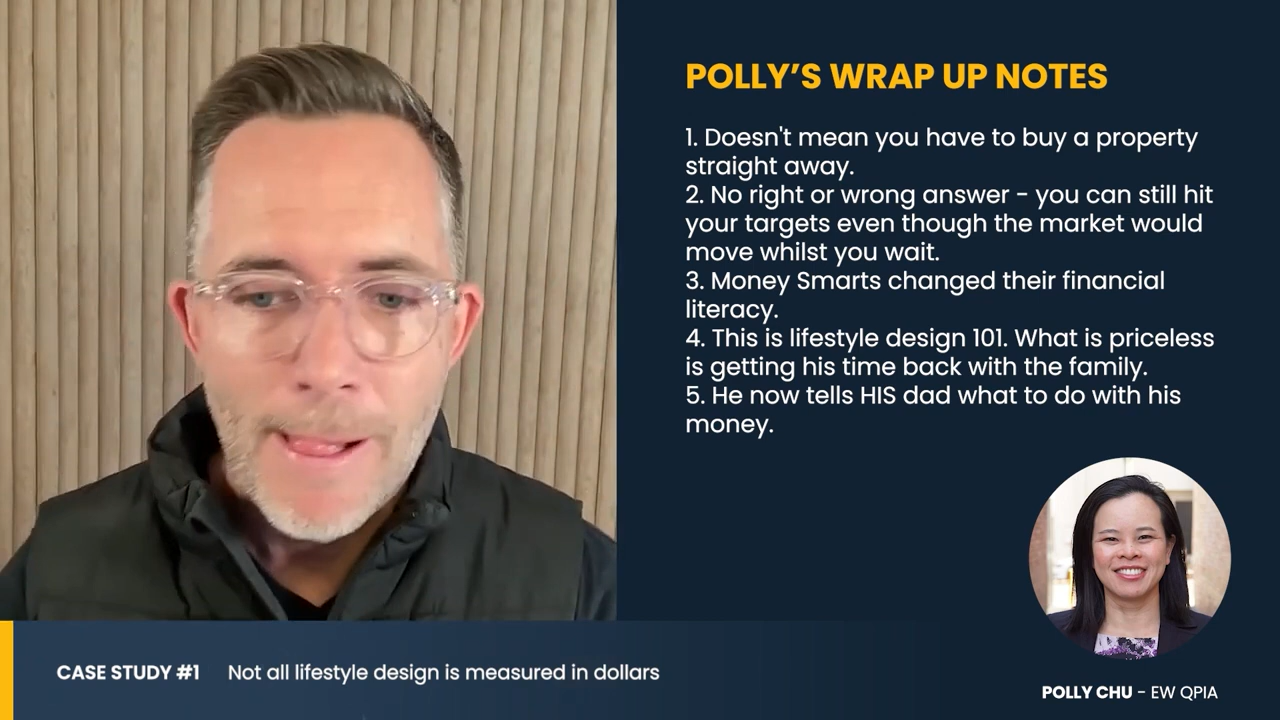 POLLY’S WRAP UP NOTES
1. Doesn't mean you have to buy a property
straight away.
2. No right or wrong answer - you can still hit
your targets even though the market would
move whilst you wait.
3. Money Smarts changed their financial
literacy.
4. This is lifestyle design 101. What is priceless
is getting his time back with the family.
5. He now tells HIS dad what to do with his
money.
CASE STUDY #1 Not all lifestyle design is measured in dollars
POLLY CHU - EW QPIA